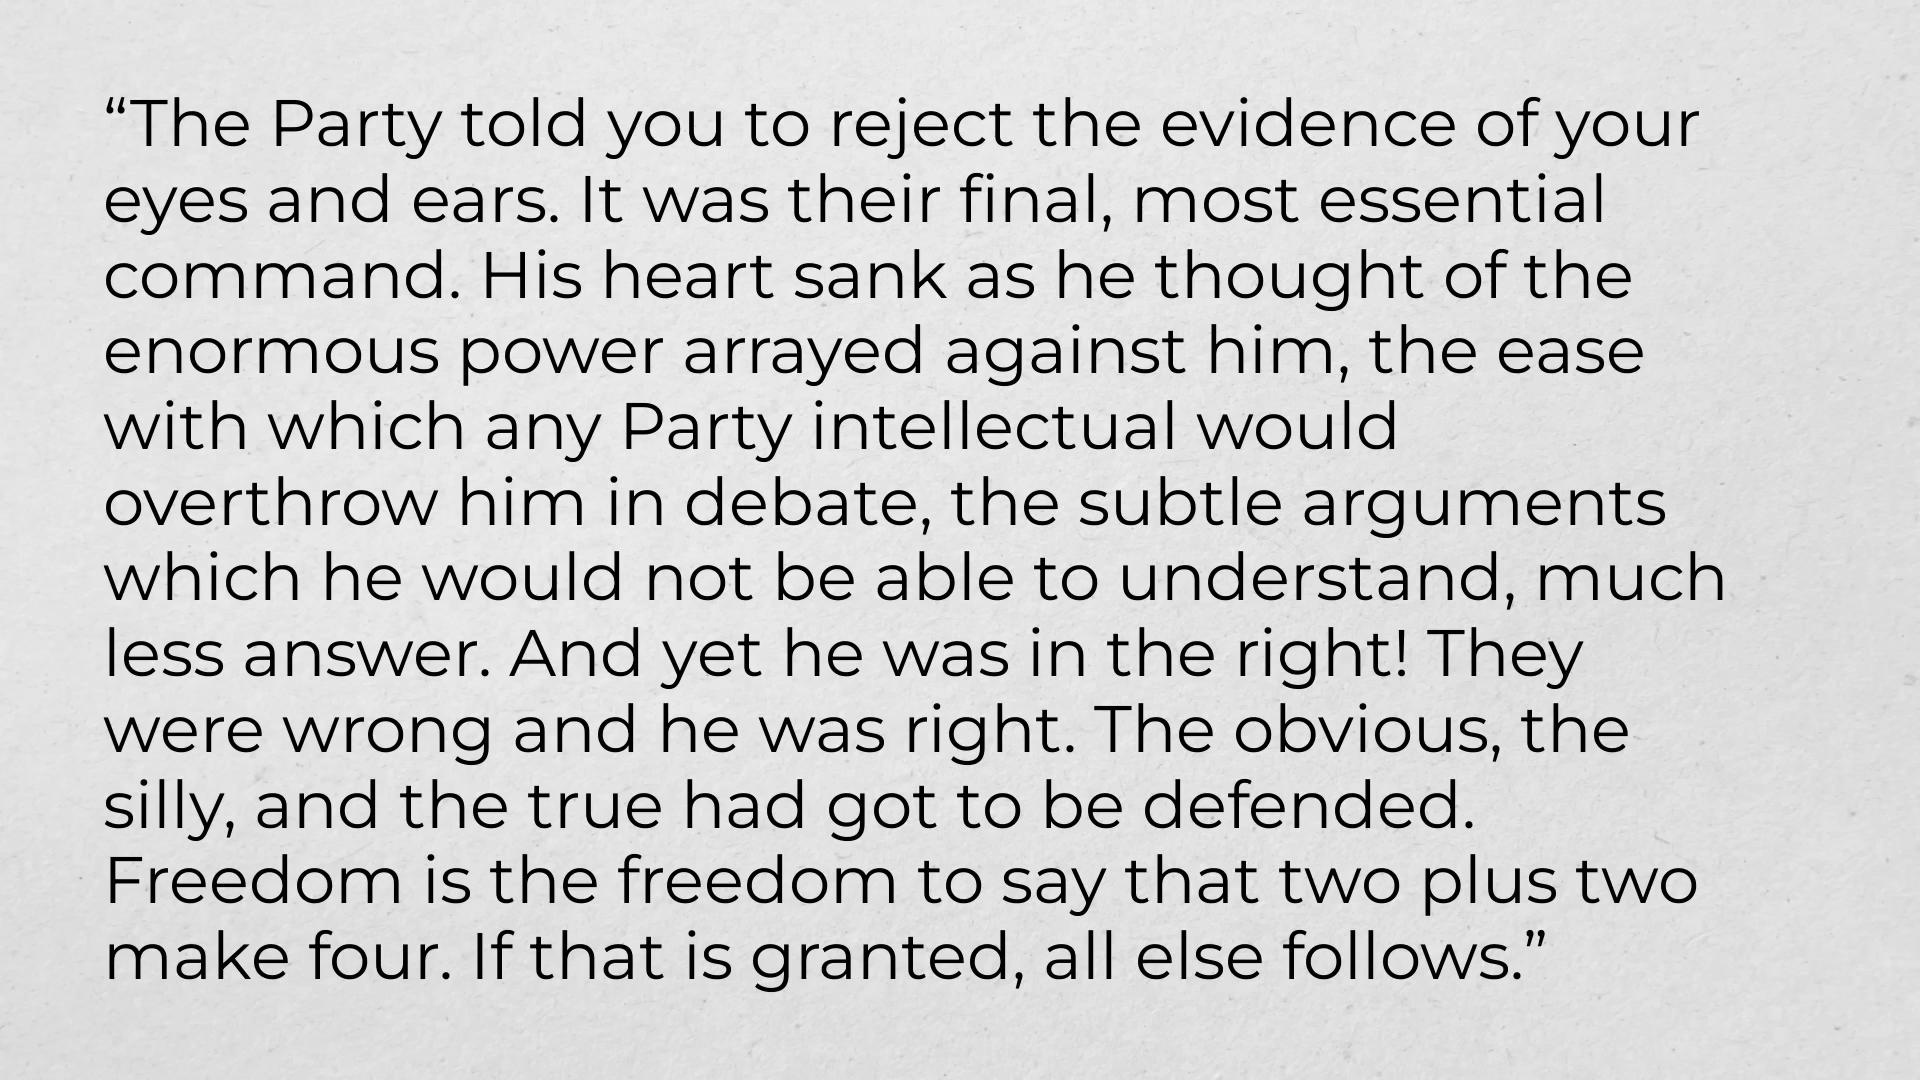 “The Party told you to reject the evidence of your
eyes and ears. It was their final, most essential
command. His heart sank as he thought of the
enormous power arrayed against him, the ease
with which any Party intellectual would
overthrow him in debate, the subtle arguments
which he would not be able to understand, much
less answer. And yet he was in the right! They
were wrong and he was right. The obvious, the
silly, and the true had got to be defended.
Freedom is the freedom to say that two plus two
make four. If that is granted, all else follows.”